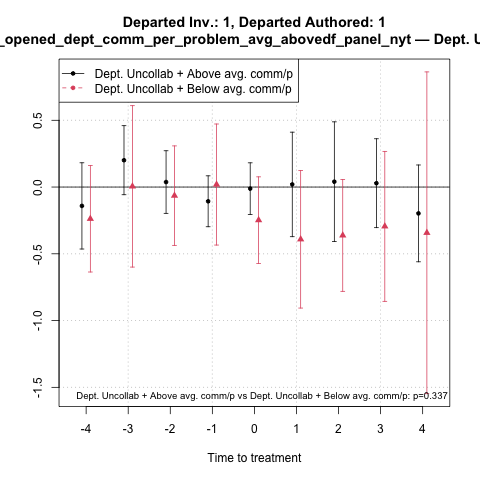 Departed Inv.: 1, Departed Authored: 1
_opened_dept_comm_per_problem_avg_abovedf_panel_nyt — Dept. U
Dept. Uncollab + Above avg. comm/p
Dept. Uncollab + Below avg. comm/p
0.5
0.0
-0.5
-1.0
-1.5
Dept. Uncollab + Above avg. comm/p vs Dept. Uncollab + Below avg. comm/p: p=0.337
-4 -3 -2 -1 0 1 2 3 4
Time to treatment